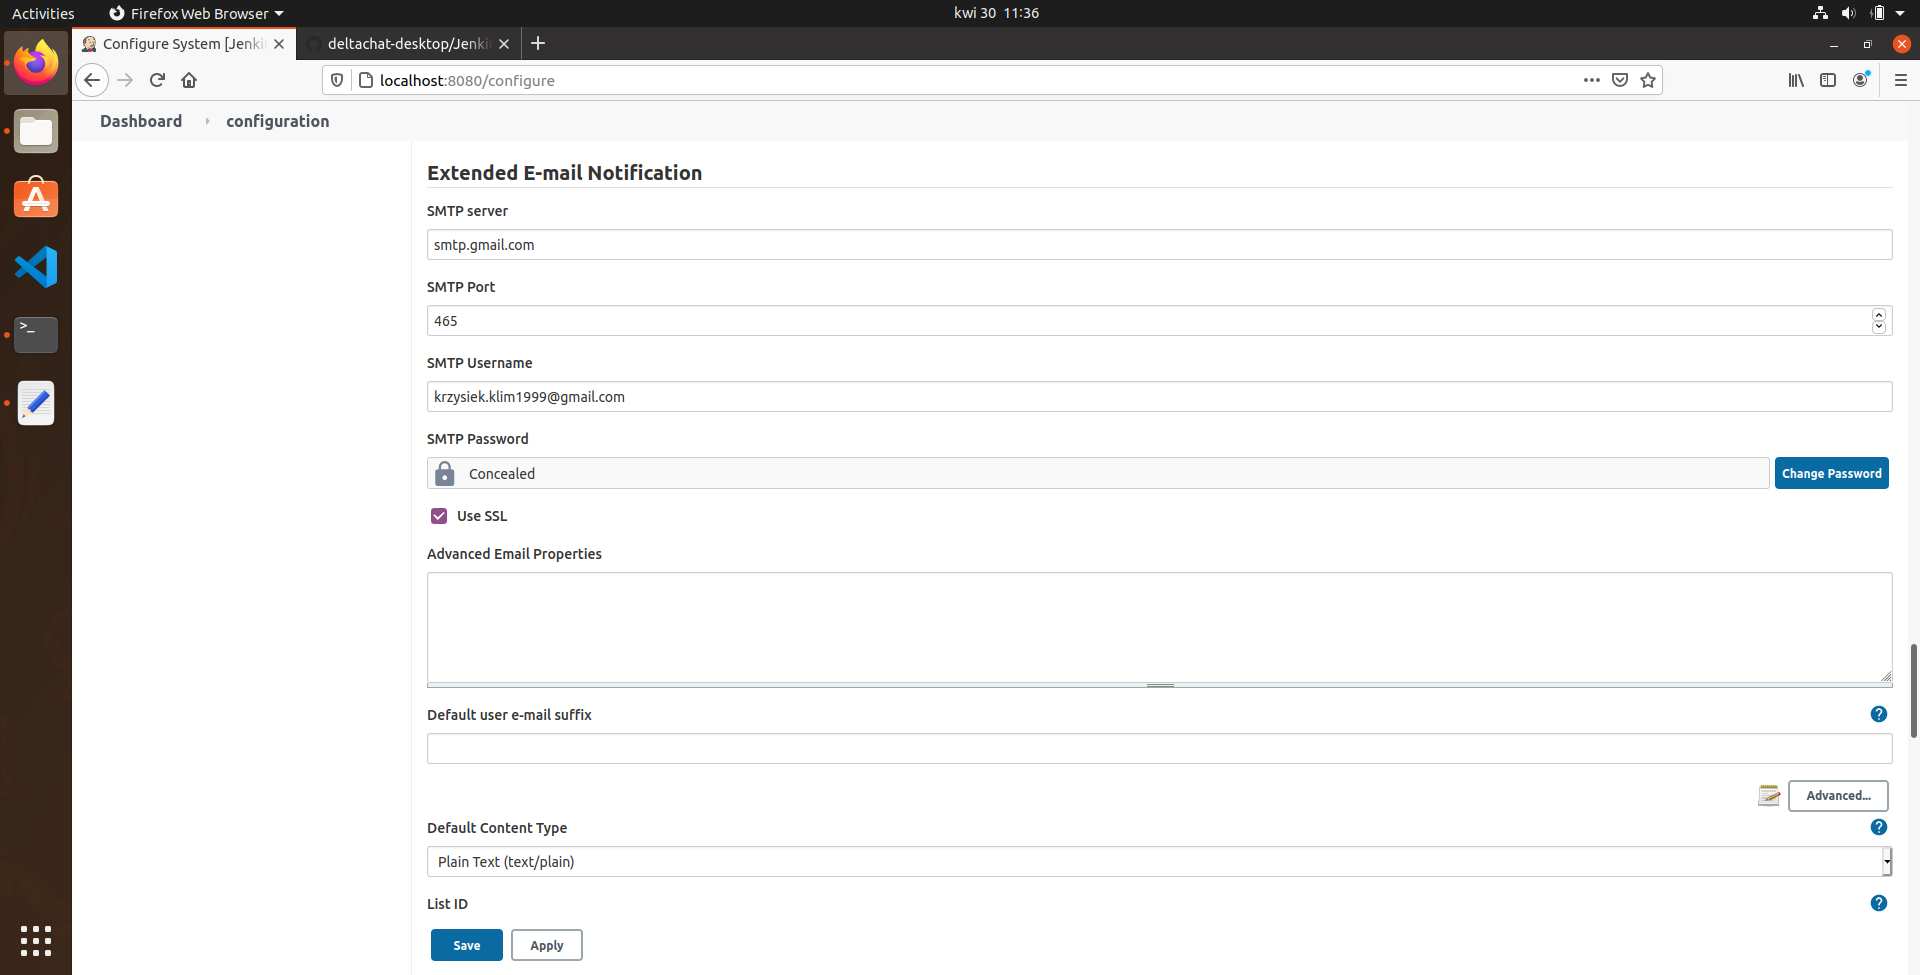 Activities
Firefox Web Browser
kwi 30 11:36
Configure System [Jenki
deltachat-desktop/Jenki
localhost:8080/configure
Dashboard
configuration
Extended E-mail Notification
SMTP server
smtp.gmail.com
SMTP Port
465
SMTP Username
krzysiek.klim1999@gmail.com
SMTP Password
Concealed
Change Password
Use SSL
Advanced Email Properties
Default user e-mail suffix
?
Advanced...
Default Content Type
?
Plain Text (text/plain)
List ID
?
Save
Apply